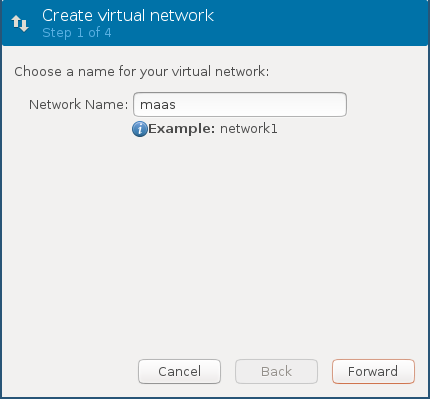 Create virtual network
Step 1 of 4
Choose a name for your virtual network:
Network Name: maas
Example: network1
Cancel Back Forward